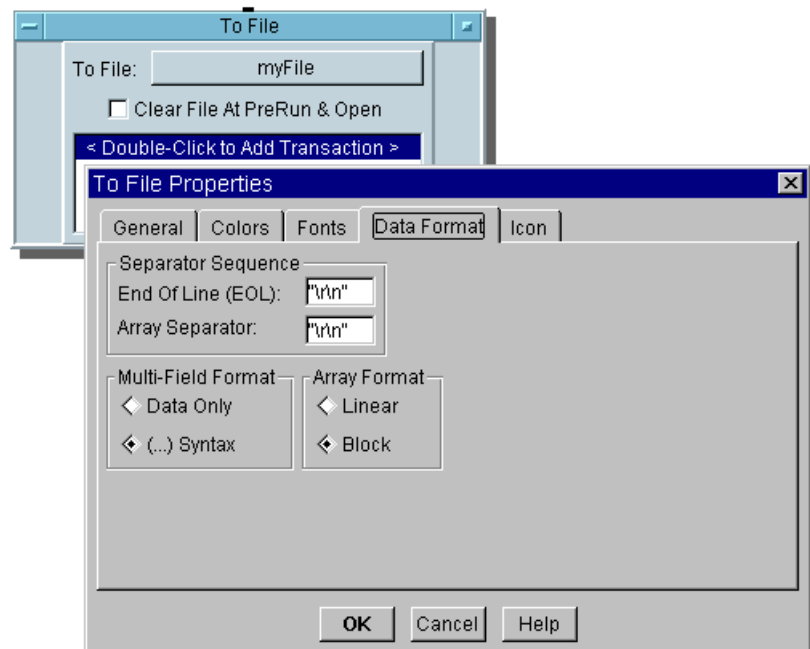 To File
To File: myFile
Clear File At PreRun & Open
< Double-Click to Add Transaction >
To File Properties
General Colors Fonts Data Format Icon
Separator Sequence
End Of Line (EOL): "\r\n"
Array Separator: "\r\n"
Multi-Field Format Array Format
Data Only Linear
(...) Syntax Block
OK Cancel Help